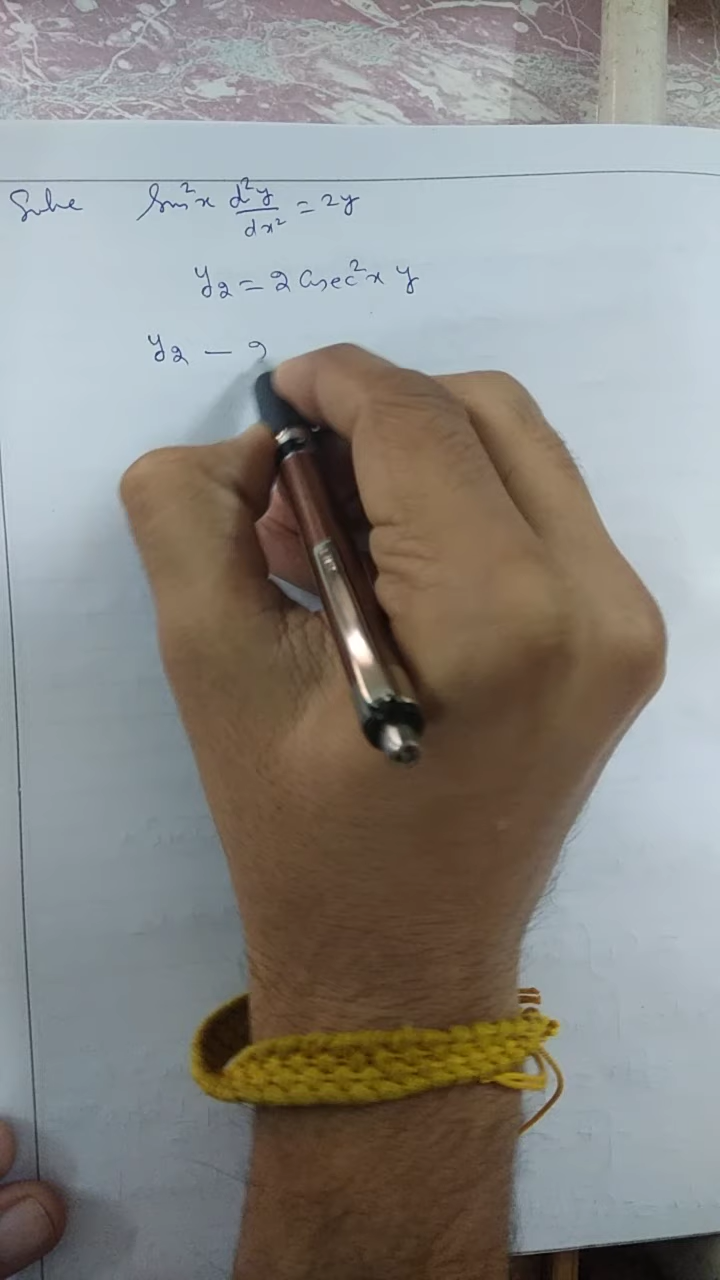 Solve sin²x d²y/dx² = 2y
y₂ = 2 cosec²x y
y₂ − 2